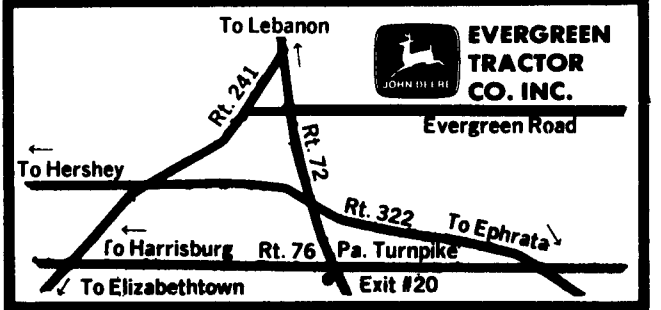 To Lebanon
EVERGREEN
TRACTOR
CO. INC.
JOHN DEERE
Rt. 241
Evergreen Road
Rt. 72
To Hershey
Rt. 322
To Ephrata
To Harrisburg
Rt. 76
Pa. Turnpike
To Elizabethtown
Exit #20